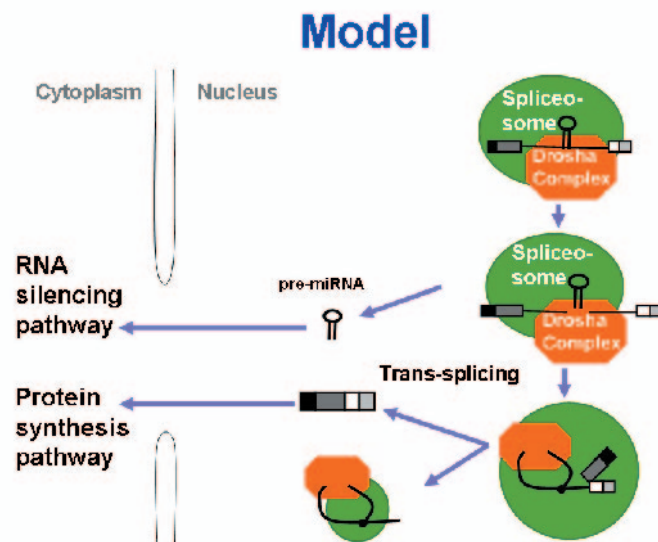 Model
Cytoplasm
Nucleus
Spliceo-
some
Drosha
Complex
Spliceo-
some
Drosha
Complex
RNA
silencing
pathway
pre-miRNA
Trans-splicing
Protein
synthesis
pathway